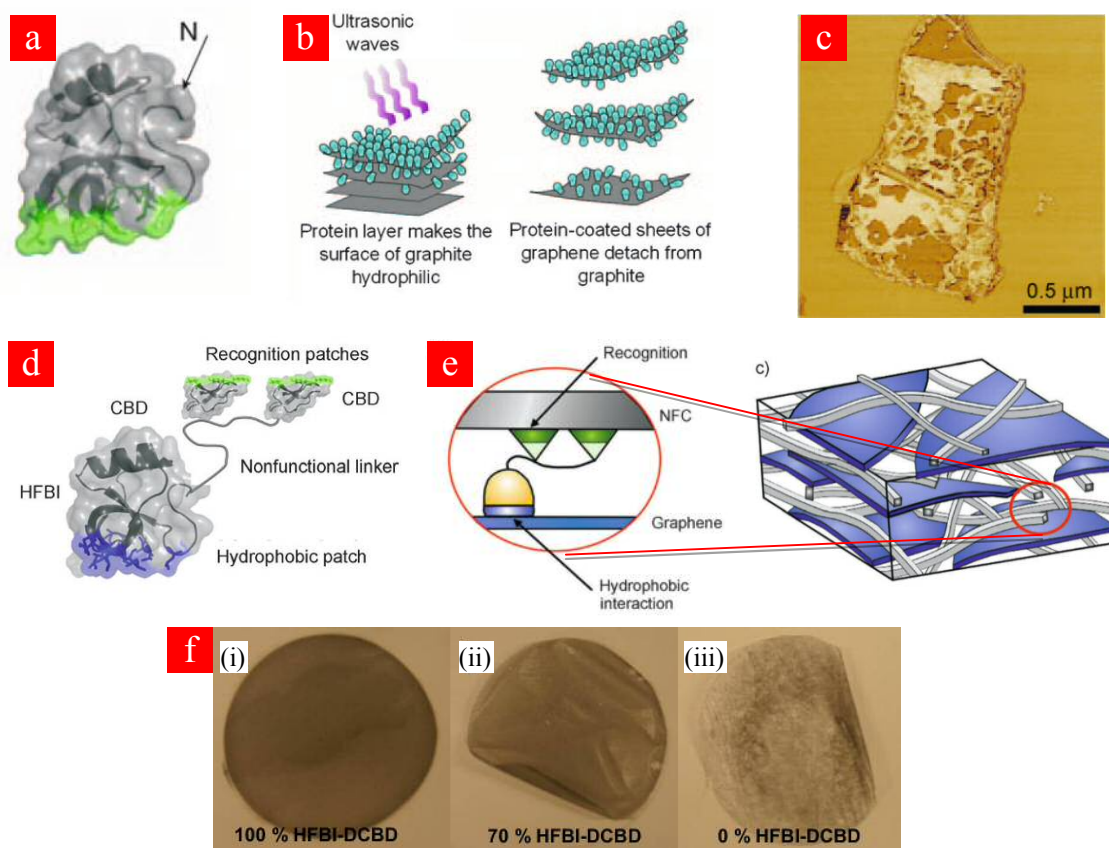 a
N
b
Ultrasonic
waves
Protein layer makes the
surface of graphite
hydrophilic
Protein-coated sheets of
graphene detach from
graphite
c
0.5 μm
d
Recognition patches
CBD
CBD
HFBI
Nonfunctional linker
Hydrophobic patch
e
Recognition
NFC
Graphene
Hydrophobic
interaction
c)
f
(i)
100 % HFBI-DCBD
(ii)
70 % HFBI-DCBD
(iii)
0 % HFBI-DCBD